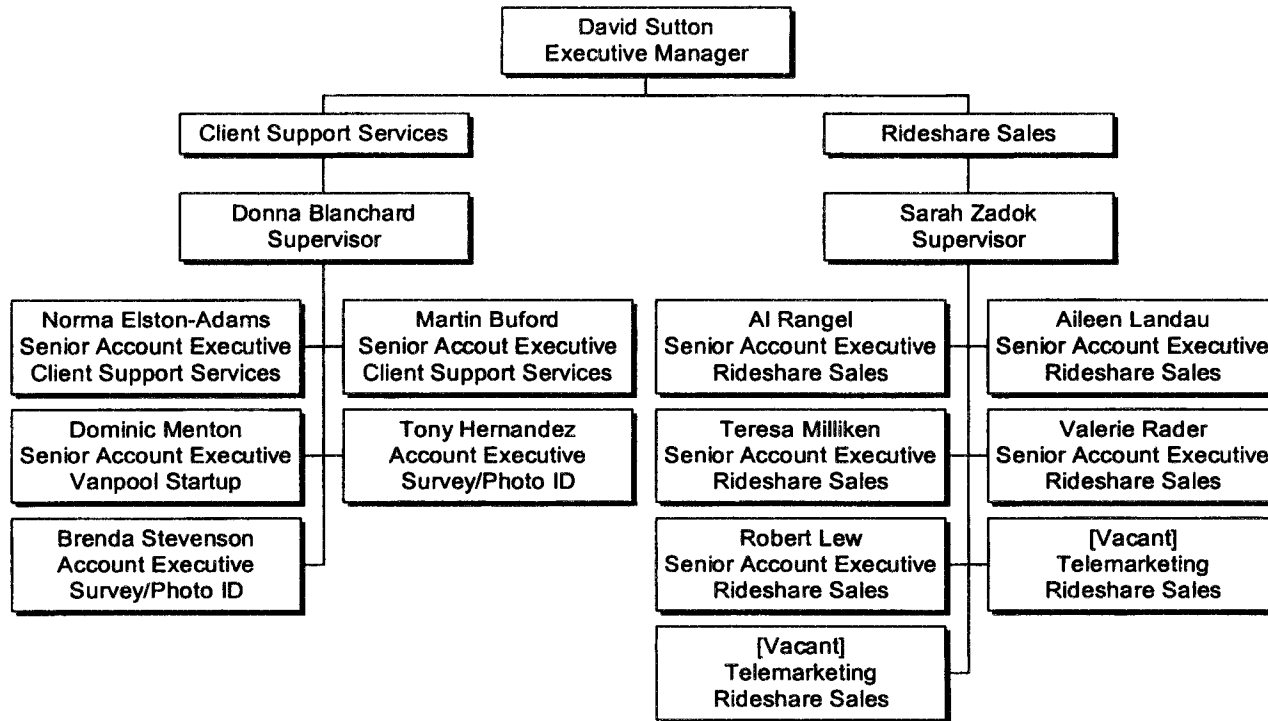 David Sutton
Executive Manager
Client Support Services
Rideshare Sales
Donna Blanchard
Supervisor
Sarah Zadok
Supervisor
Norma Elston-Adams
Senior Account Executive
Client Support Services
Martin Buford
Senior Accout Executive
Client Support Services
Al Rangel
Senior Account Executive
Rideshare Sales
Aileen Landau
Senior Account Executive
Rideshare Sales
Dominic Menton
Senior Account Executive
Vanpool Startup
Tony Hernandez
Account Executive
Survey/Photo ID
Teresa Milliken
Senior Account Executive
Rideshare Sales
Valerie Rader
Senior Account Executive
Rideshare Sales
Brenda Stevenson
Account Executive
Survey/Photo ID
Robert Lew
Senior Account Executive
Rideshare Sales
[Vacant]
Telemarketing
Rideshare Sales
[Vacant]
Telemarketing
Rideshare Sales